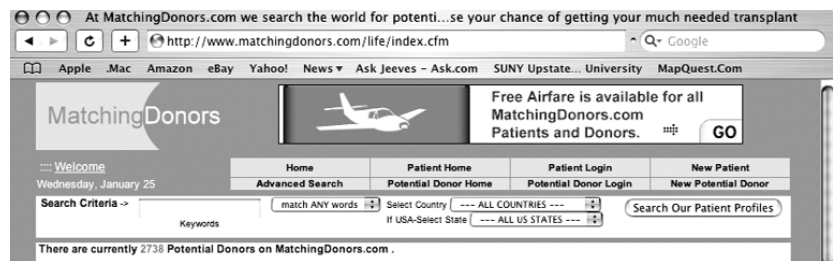 At MatchingDonors.com we search the world for potenti...se your chance of getting your much needed transplant
http://www.matchingdonors.com/life/index.cfm
Google
Apple .Mac Amazon eBay Yahoo! News Ask Jeeves – Ask.com SUNY Upstate... University MapQuest.Com
MatchingDonors
Free Airfare is available for all
MatchingDonors.com
Patients and Donors.
GO
:::: Welcome
Wednesday, January 25
Home Patient Home Patient Login New Patient
Advanced Search Potential Donor Home Potential Donor Login New Potential Donor
Search Criteria -> match ANY words Select Country --- ALL COUNTRIES ---
Keywords
If USA-Select State --- ALL US STATES ---
Search Our Patient Profiles
There are currently 2738 Potential Donors on MatchingDonors.com .